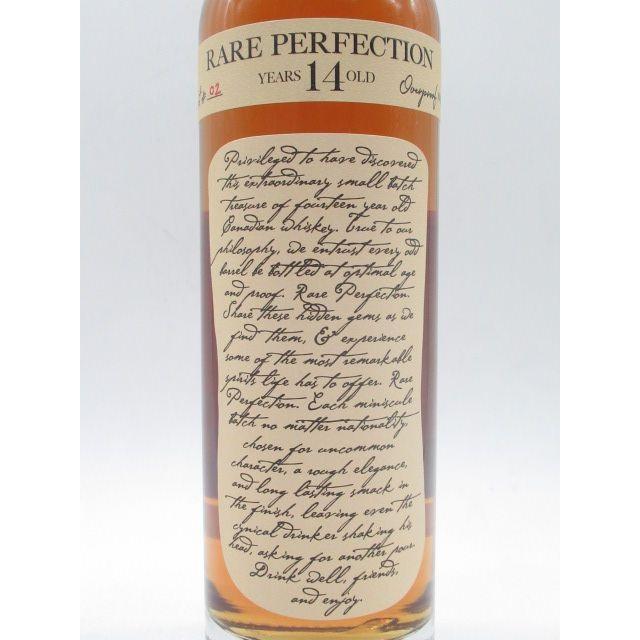 RARE PERFECTION
YEARS 14 OLD
# 02
Overproof
Privileged to have discovered
this extraordinary small batch
treasure of fourteen year old
Canadian whiskey. True to our
philosophy, we entrust every odd
barrel be bottled at optimal age
and proof. Rare Perfection.
Share these hidden gems as we
find them, & experience
some of the most remarkable
spirits life has to offer. Rare
Perfection. Each miniscule
batch no matter nationality,
chosen for uncommon
character, a rough elegance,
and long lasting smack in
the finish, leaving even the
cynical drinker shaking his
head, asking for another pour.
Drink well, friends,
and enjoy.